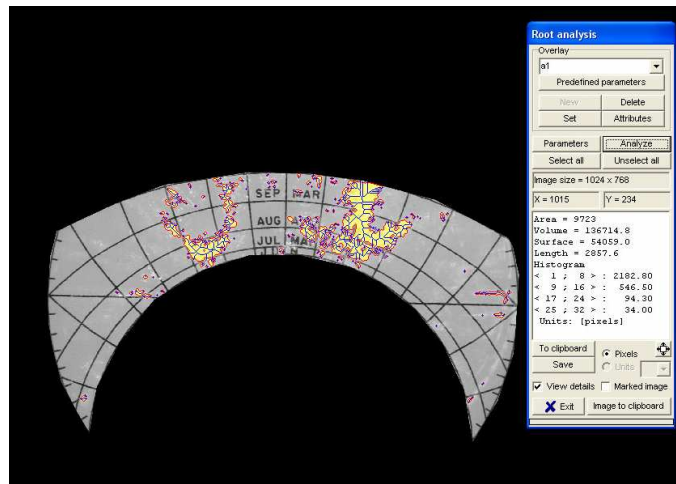 Root analysis
Overlay
a1
Predefined parameters
New Delete
Set Attributes
Parameters Analyze
Select all Unselect all
Image size = 1024 x 768
X = 1015 Y = 234
Area = 9723
Volume = 136714.8
Surface = 54059.0
Length = 2857.6
Histogram
< 1 ; 8 > : 2182.80
< 9 ; 16 > : 546.50
< 17 ; 24 > : 94.30
< 25 ; 32 > : 34.00
Units: [pixels]
To clipboard
Pixels
Save
Units
View details Marked image
Exit Image to clipboard
SEP MAR
AUG
JUL MAY